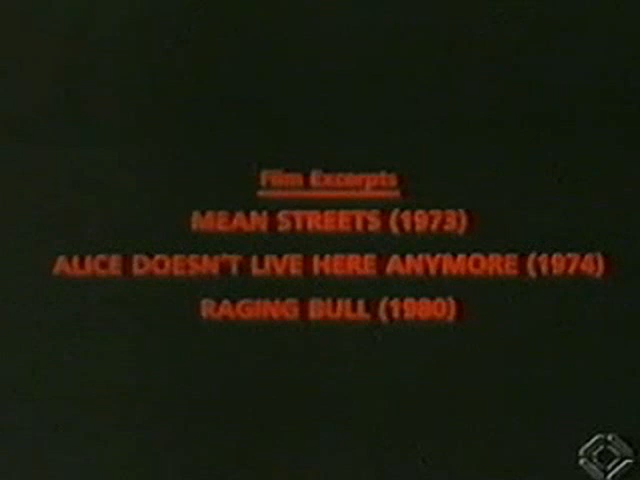 Film Excerpts
MEAN STREETS (1973)
ALICE DOESN'T LIVE HERE ANYMORE (1974)
RAGING BULL (1980)